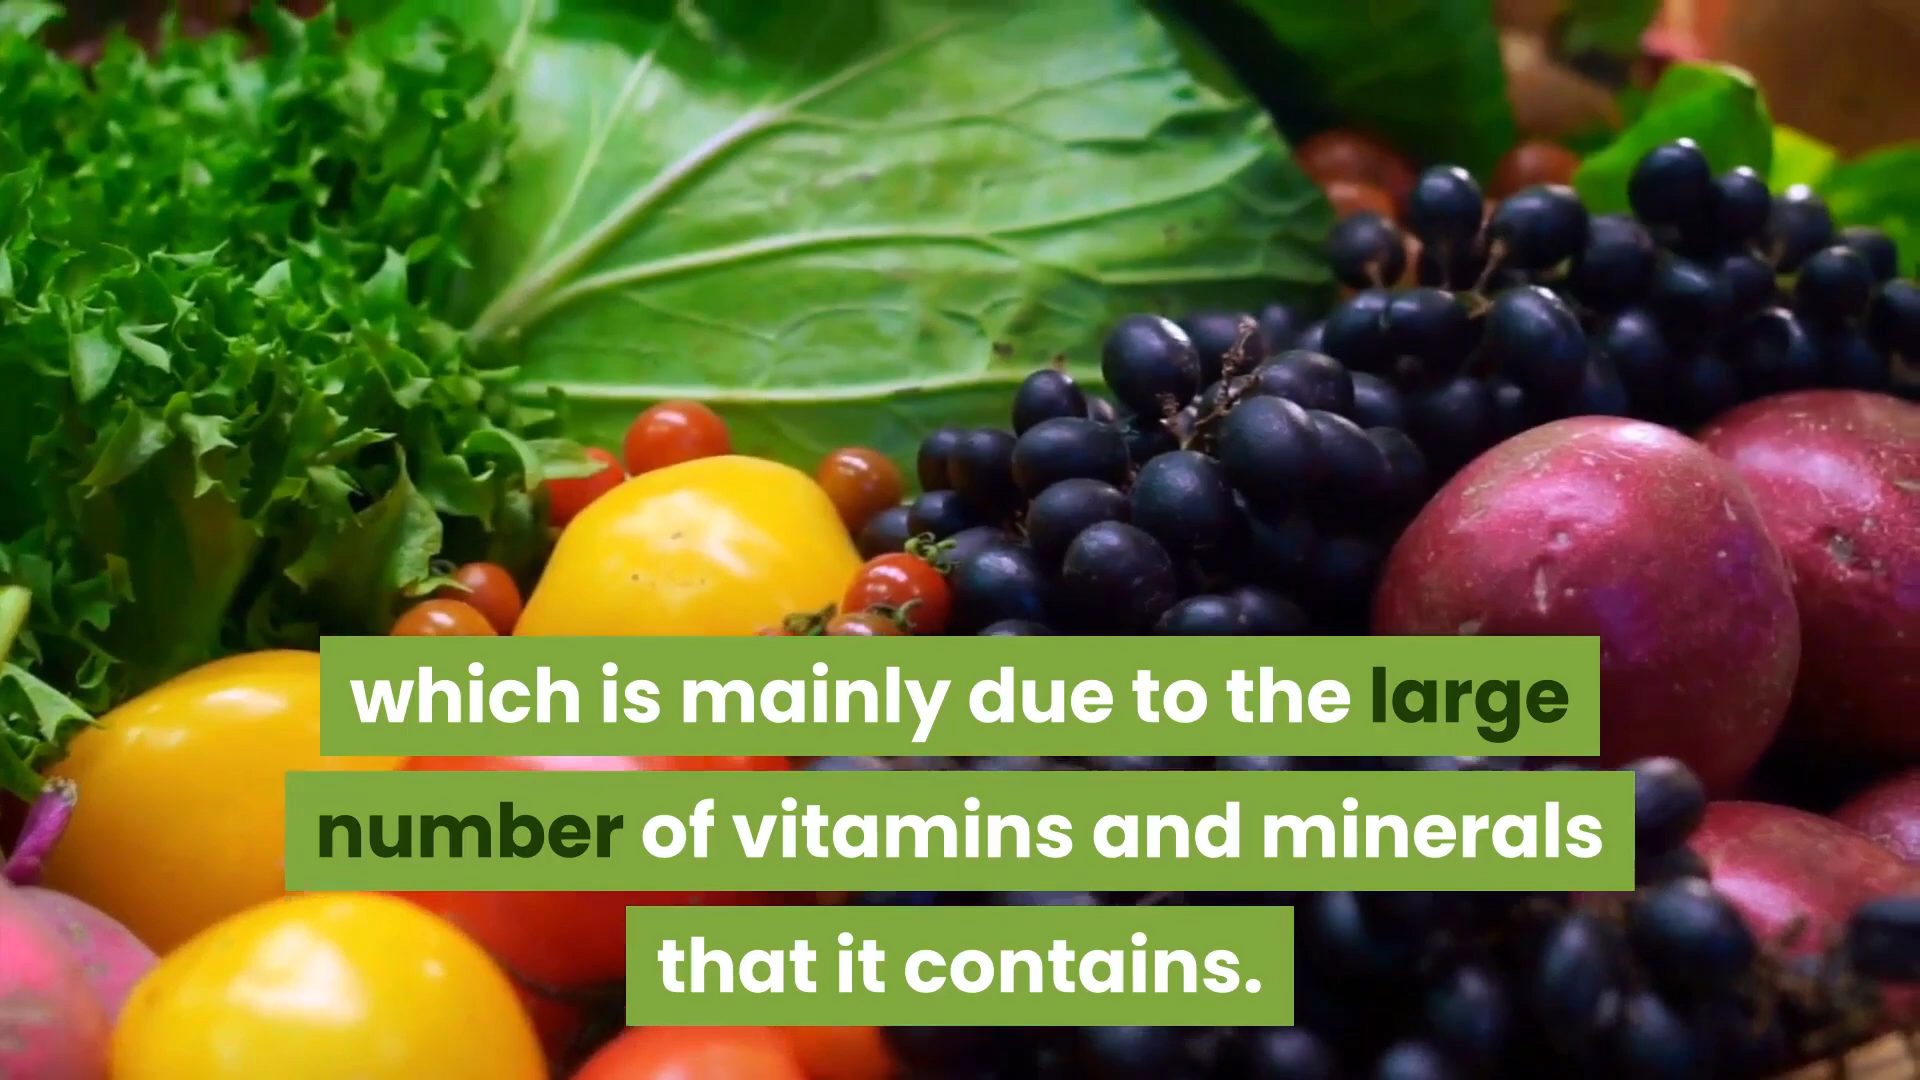 which is mainly due to the large
number of vitamins and minerals
that it contains.